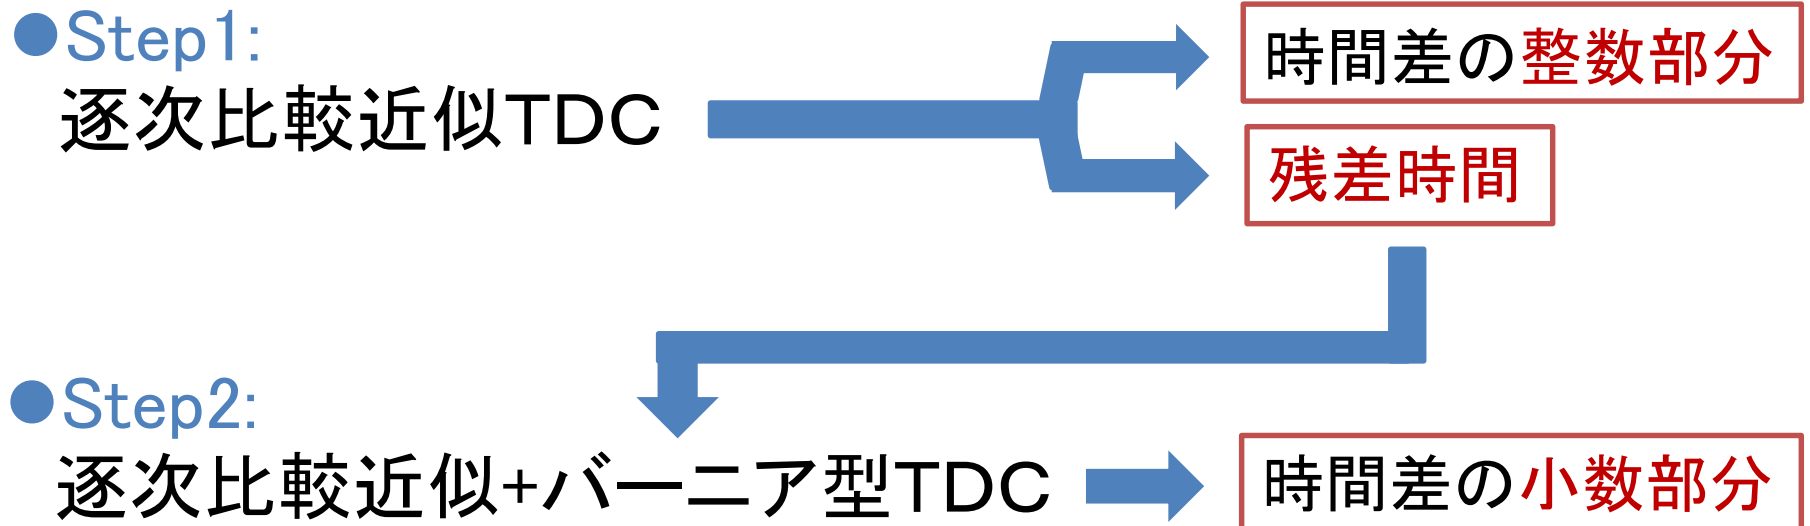 ●Step1:
逐次比較近似TDC
時間差の整数部分
残差時間
●Step2:
逐次比較近似+バーニア型TDC
時間差の小数部分